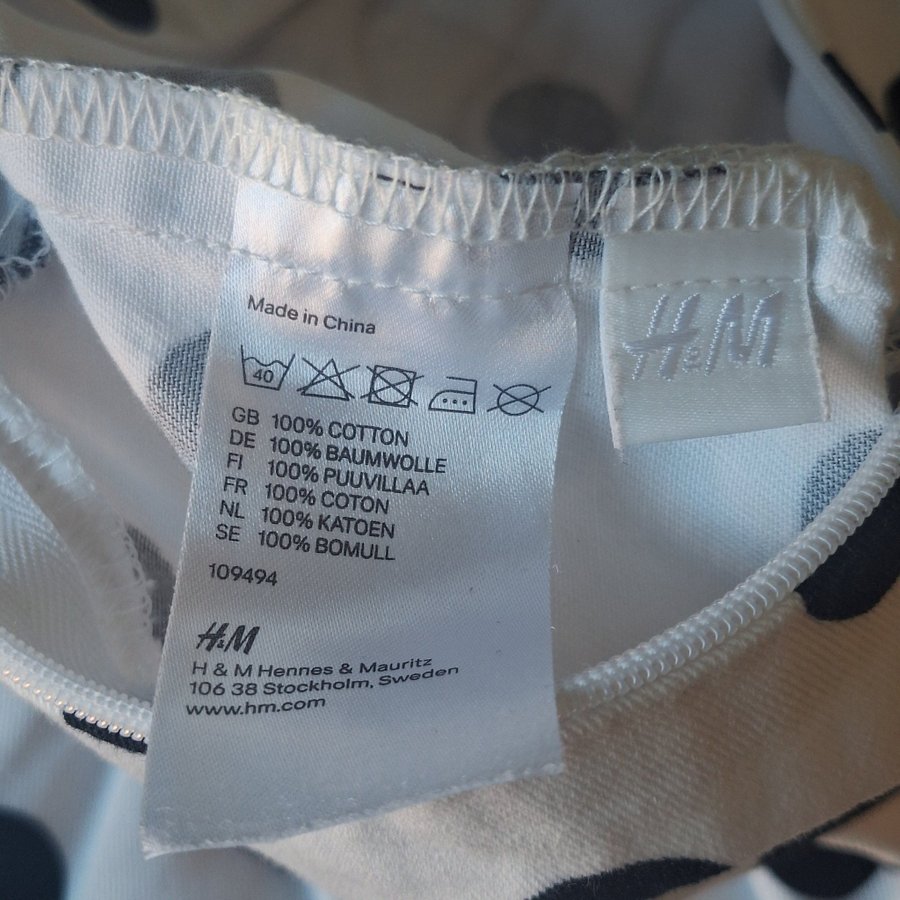 Made in China
40
GB 100% COTTON
DE 100% BAUMWOLLE
FI 100% PUUVILLAA
FR 100% COTON
NL 100% KATOEN
SE 100% BOMULL
109494
H&M
H & M Hennes & Mauritz
106 38 Stockholm, Sweden
www.hm.com
H&M